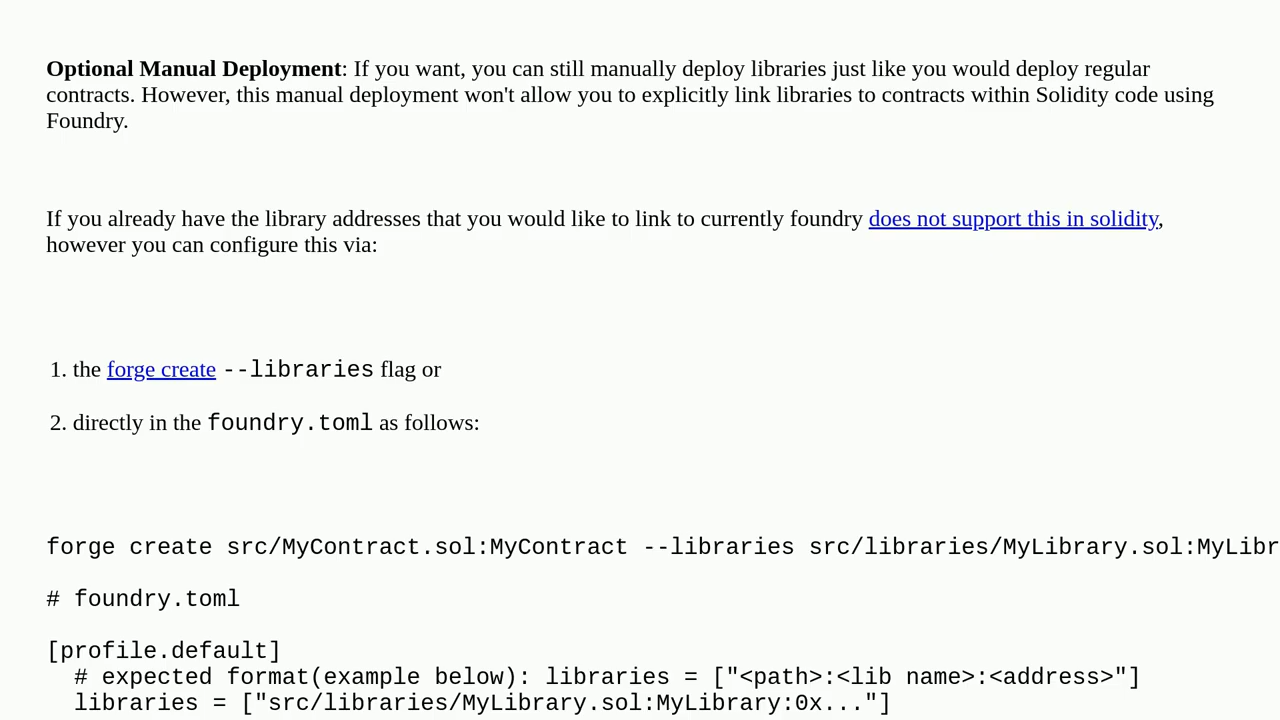 Optional Manual Deployment: If you want, you can still manually deploy libraries just like you would deploy regular
contracts. However, this manual deployment won't allow you to explicitly link libraries to contracts within Solidity code using
Foundry.
If you already have the library addresses that you would like to link to currently foundry does not support this in solidity,
however you can configure this via:
1. the forge create --libraries flag or
2. directly in the foundry.toml as follows:
forge create src/MyContract.sol:MyContract --libraries src/libraries/MyLibrary.sol:MyLibr
# foundry.toml
[profile.default]
# expected format(example below): libraries = ["<path>:<lib name>:<address>"]
libraries = ["src/libraries/MyLibrary.sol:MyLibrary:0x..."]